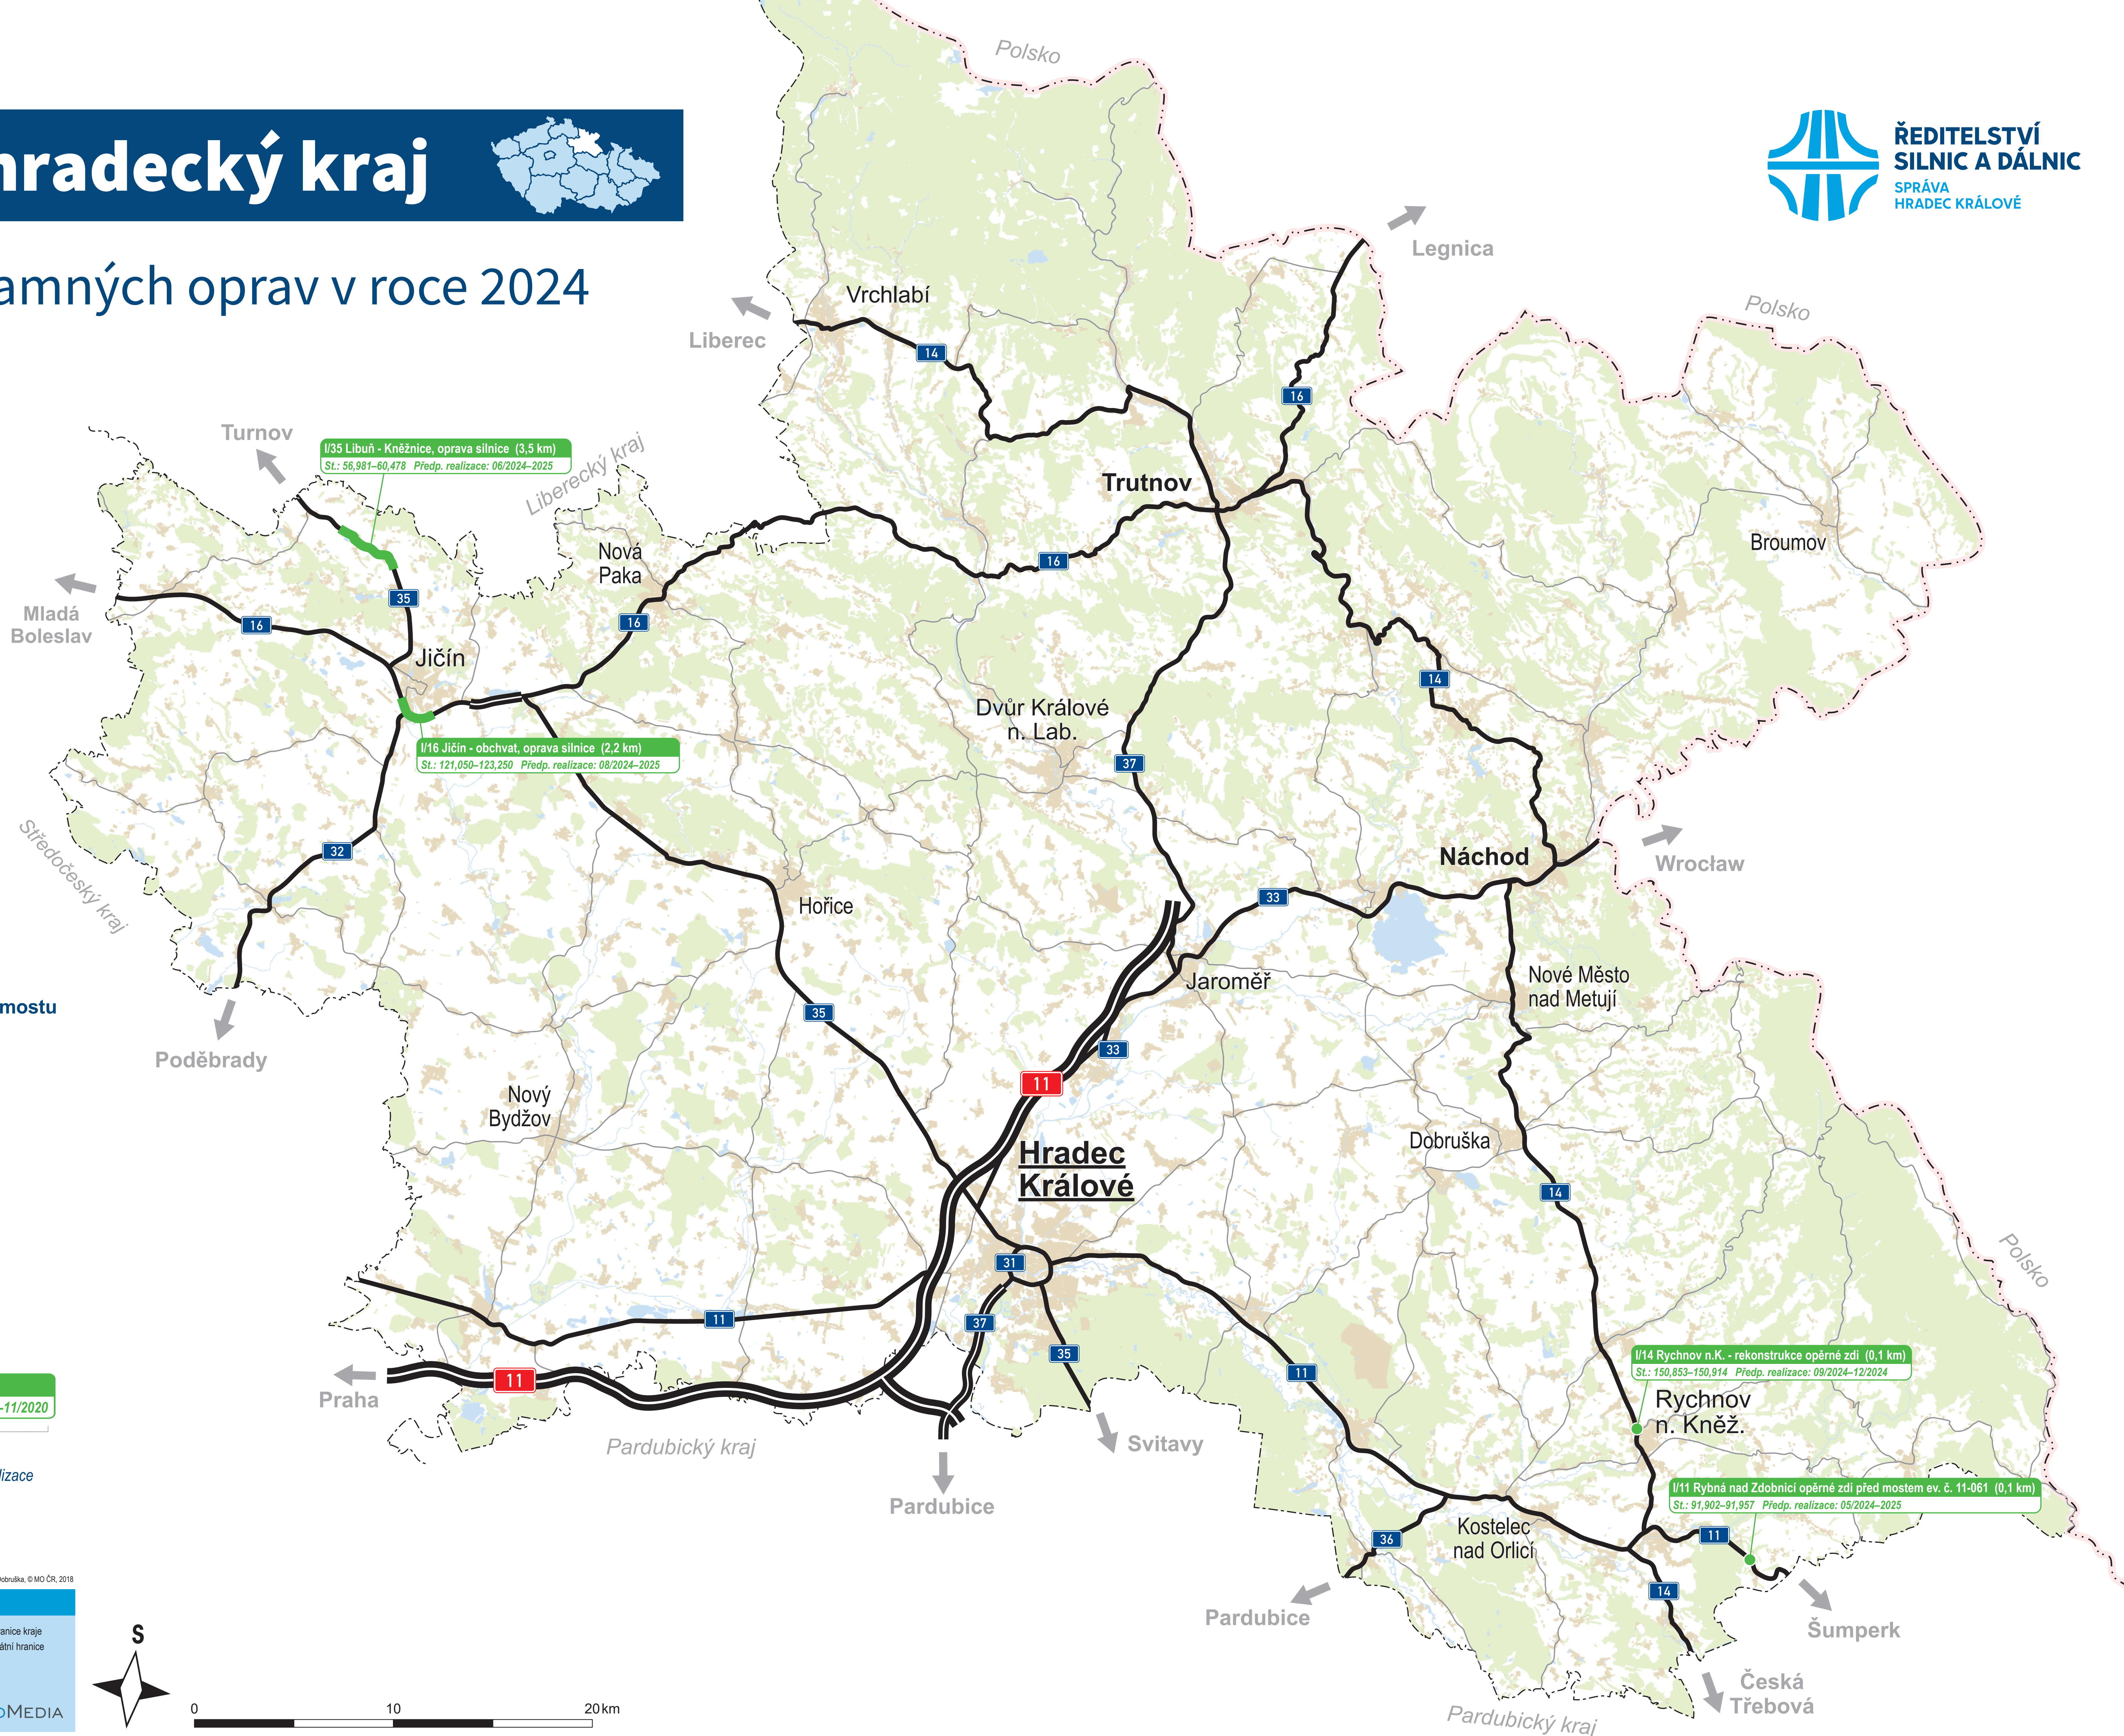 hradecký kraj
amných oprav v roce 2024
ŘEDITELSTVÍ
SILNIC A DÁLNIC
SPRÁVA
HRADEC KRÁLOVÉ
Polsko
Legnica
Vrchlabí
Liberec
Polsko
14
16
Turnov
I/35 Libuň - Kněžnice, oprava silnice (3,5 km)
St.: 56,981–60,478 Předp. realizace: 06/2024–2025
Liberecký kraj
Trutnov
Nová
Paka
16
Broumov
Mladá
Boleslav
35
16
16
Jičín
14
Dvůr Králové
n. Lab.
I/16 Jičín - obchvat, oprava silnice (2,2 km)
St.: 121,050–123,250 Předp. realizace: 08/2024–2025
37
Středočeský kraj
32
Náchod
Wrocław
Hořice
33
Jaroměř
Nové Město
nad Metují
mostu
35
Poděbrady
33
11
Nový
Bydžov
Dobruška
Hradec
Králové
14
Polsko
31
11
37
35
11
11
Praha
I/14 Rychnov n.K. - rekonstrukce opěrné zdi (0,1 km)
St.: 150,853–150,914 Předp. realizace: 09/2024–12/2024
Rychnov
n. Kněž.
-11/2020
Pardubický kraj
Svitavy
Pardubice
I/11 Rybná nad Zdobnicí opěrné zdi před mostem ev. č. 11-061 (0,1 km)
St.: 91,902–91,957 Předp. realizace: 05/2024–2025
lizace
Kostelec
nad Orlicí
36
11
14
Dobruška, © MO ČR, 2018
Pardubice
Šumperk
ranice kraje
átní hranice
S
Česká
Třebová
Pardubický kraj
OMEDIA
0 10 20 km